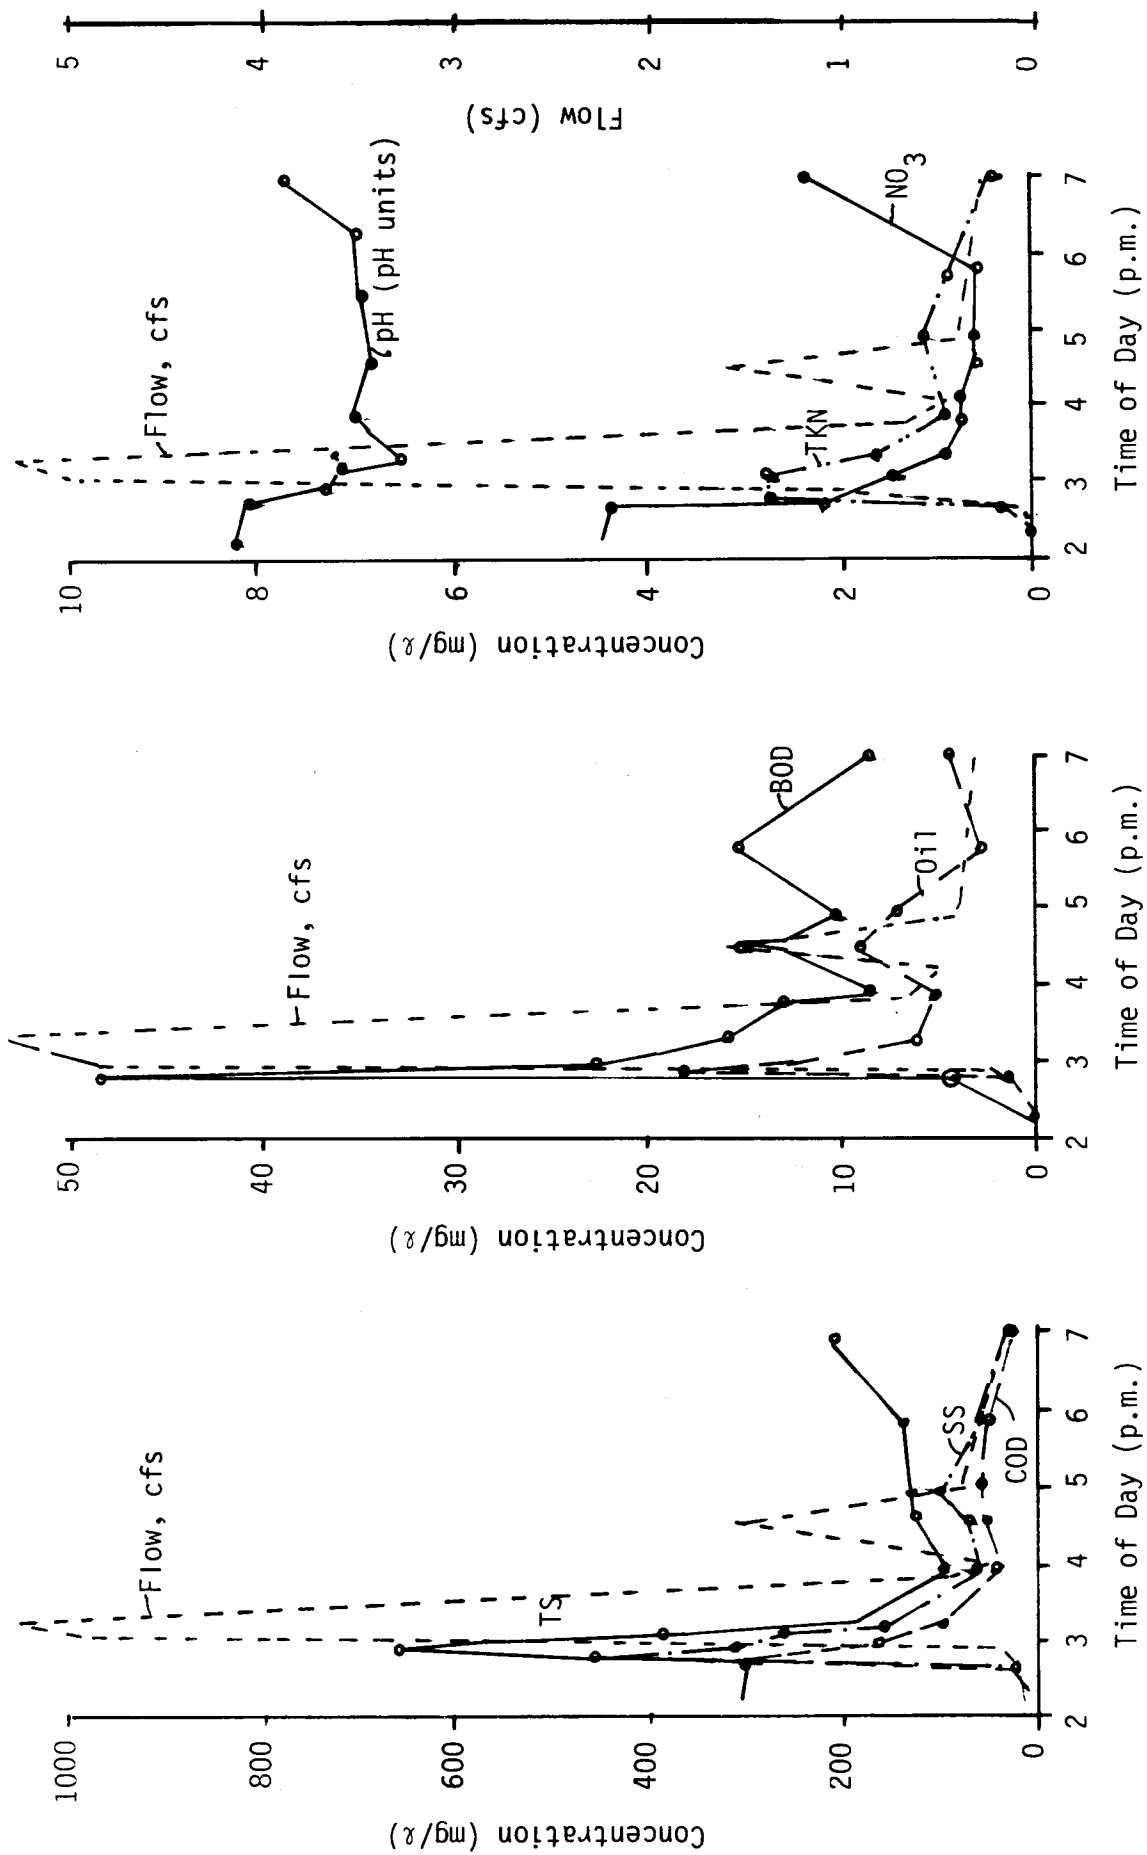 Concentration (mg/ℓ)
1000
800
600
400
200
0
2
3
4
5
6
7
Time of Day (p.m.)
Flow, cfs
TS
SS
COD
Concentration (mg/ℓ)
50
40
30
20
10
0
2
3
4
5
6
7
Time of Day (p.m.)
Flow, cfs
BOD
Oil
Concentration (mg/ℓ)
10
8
6
4
2
0
2
3
4
5
6
7
Time of Day (p.m.)
Flow, cfs
pH (pH units)
TKN
NO3
Flow (cfs)
5
4
3
2
1
0